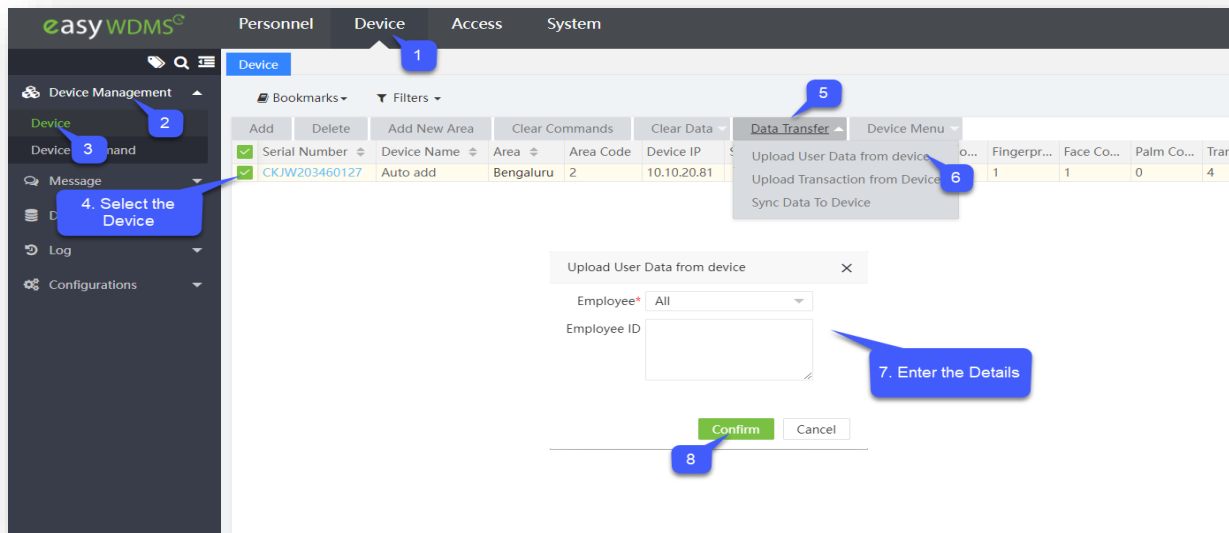 easy WDMS
Personnel Device Access System
1
Device
Device Management
2
Bookmarks Filters
5
Device
3
Add Delete Add New Area Clear Commands Clear Data Data Transfer Device Menu
Serial Number Device Name Area Area Code Device IP Fingerpr... Face Co... Palm Co...
CKJW203460127 Auto add Bengaluru 2 10.10.20.81 1 1 0 4
Upload User Data from device
6
Upload Transaction from Device
Sync Data To Device
Message
4. Select the
Device
Log
Configurations
Upload User Data from device
Employee* All
Employee ID
7. Enter the Details
Confirm Cancel
8